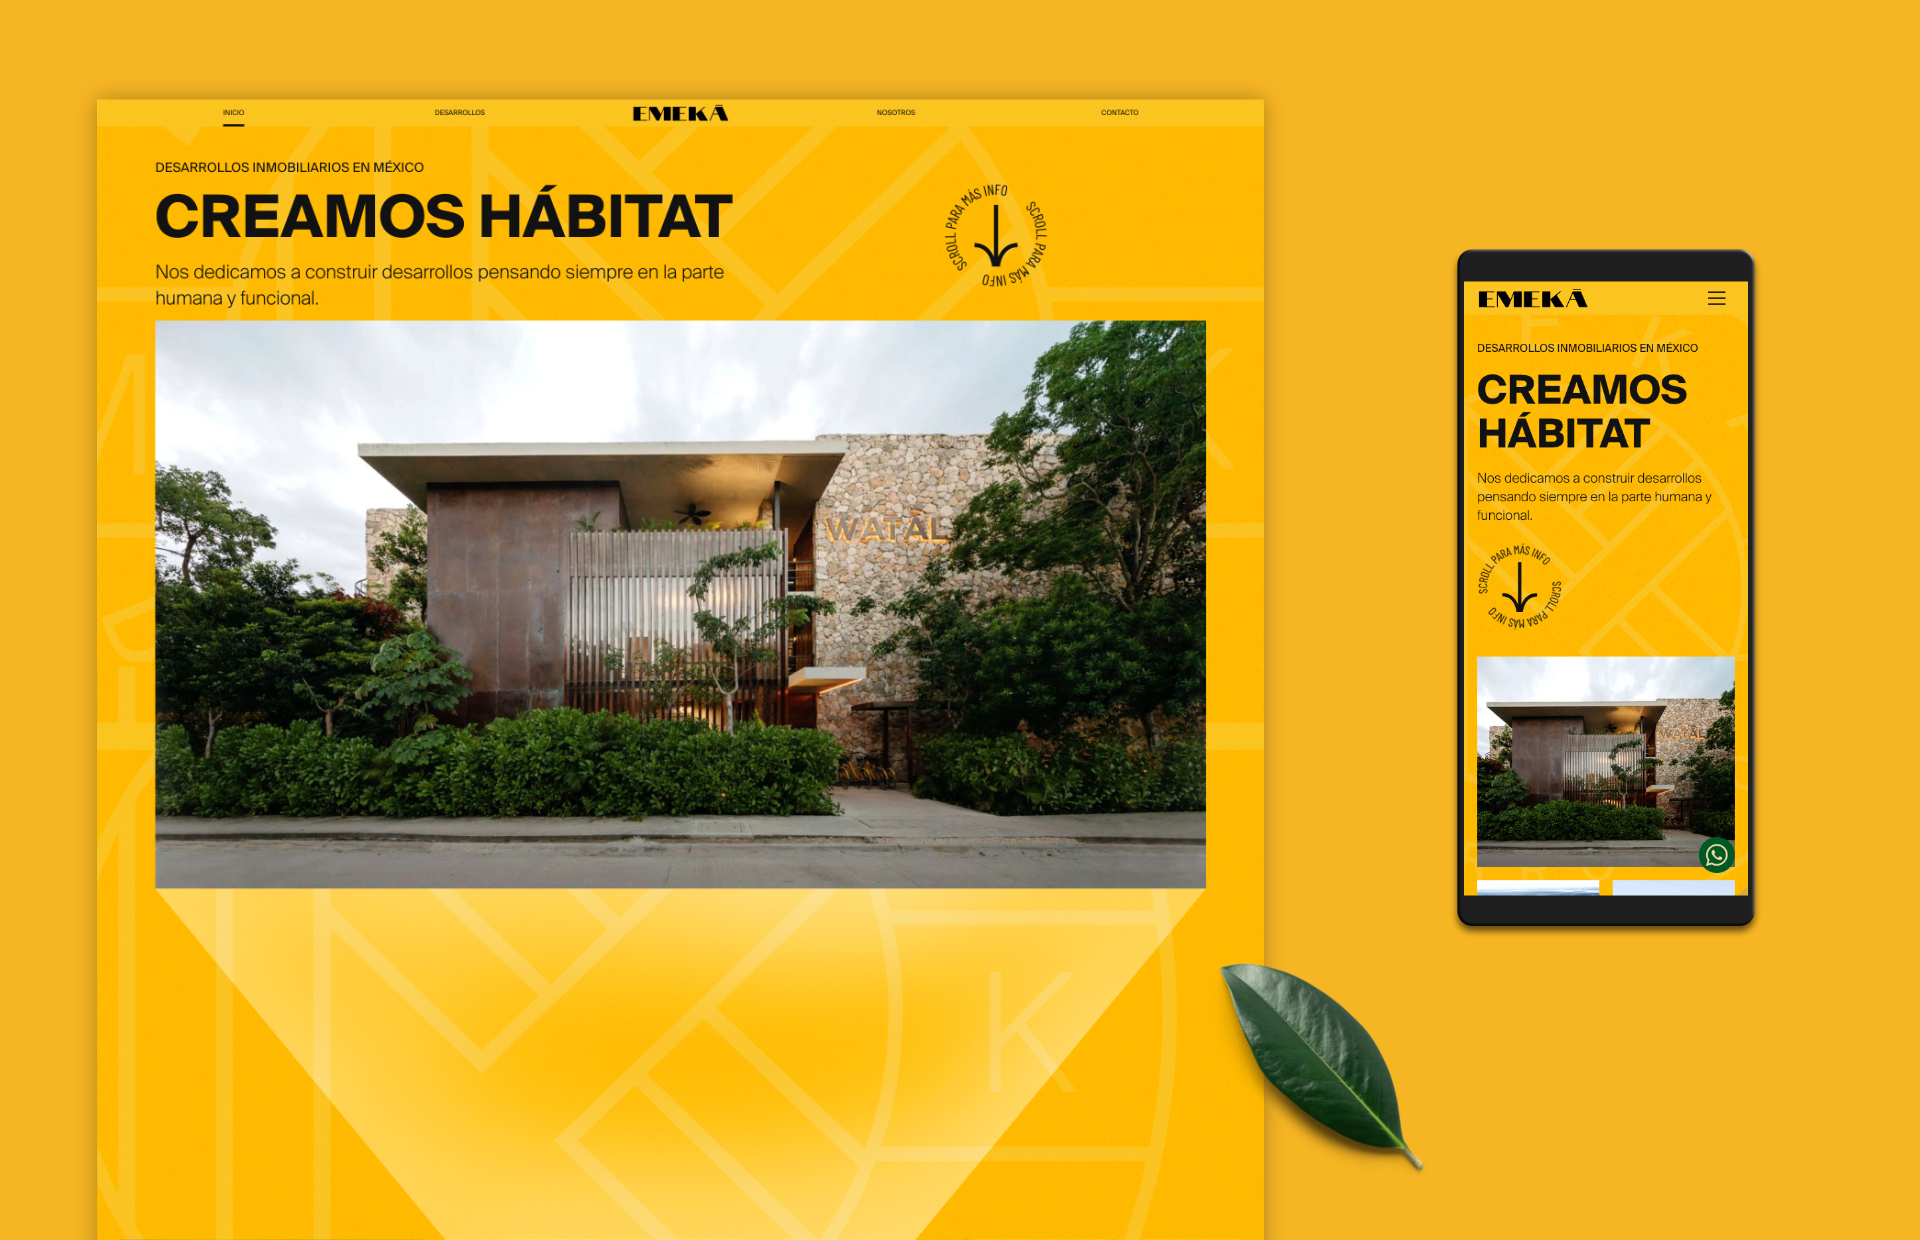 INICIO
DESARROLLOS
EMEKĀ
NOSOTROS
CONTACTO
DESARROLLOS INMOBILIARIOS EN MÉXICO
CREAMOS HÁBITAT
Nos dedicamos a construir desarrollos pensando siempre en la parte
humana y funcional.
SCROLL PARA MÁS INFO
SCROLL PARA MÁS INFO
WATAL
K
EMEKĀ
DESARROLLOS INMOBILIARIOS EN MÉXICO
CREAMOS
HÁBITAT
Nos dedicamos a construir desarrollos
pensando siempre en la parte humana y
funcional.
SCROLL PARA MÁS INFO
SCROLL PARA MÁS INFO
WATAL